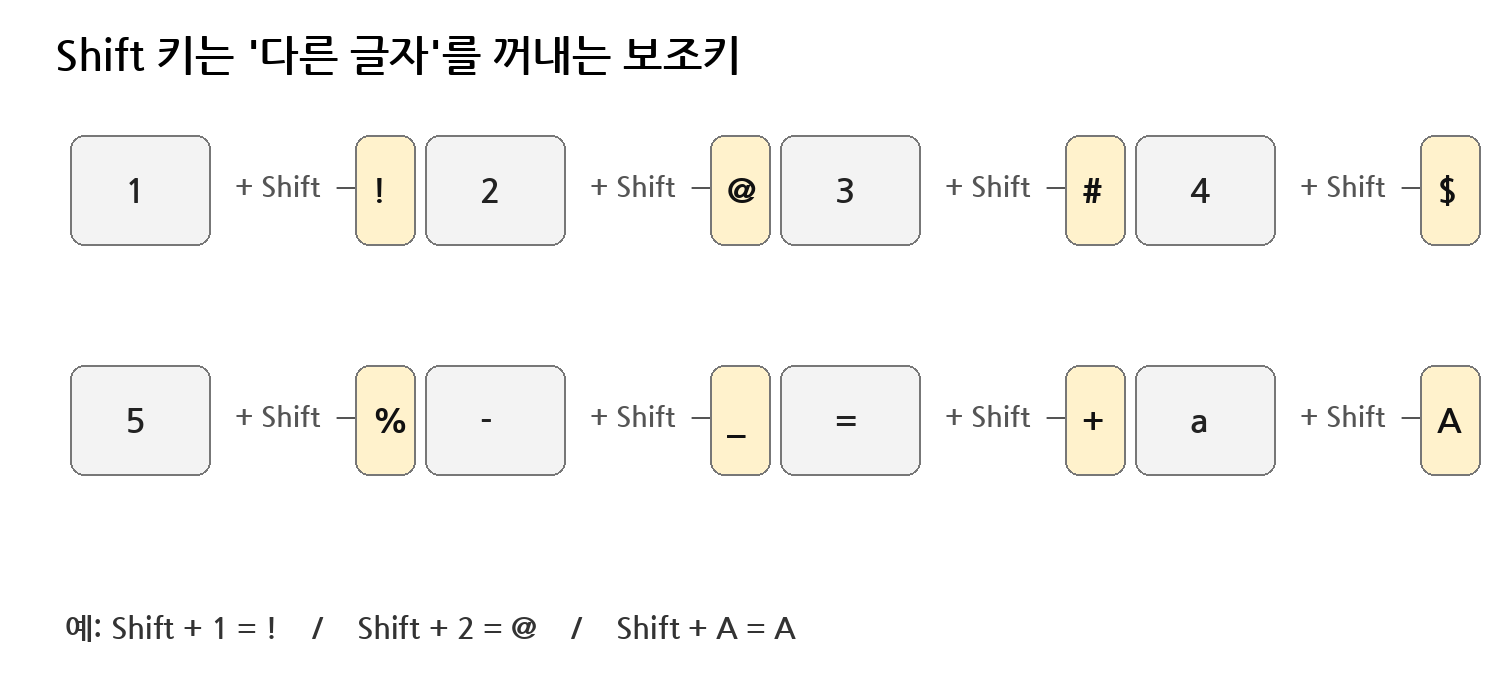 Shift 키는 '다른 글자'를 꺼내는 보조키
1 + Shift ! 2 + Shift @ 3 + Shift # 4 + Shift $
5 + Shift % - + Shift _ = + Shift + a + Shift A
예: Shift + 1 = ! / Shift + 2 = @ / Shift + A = A